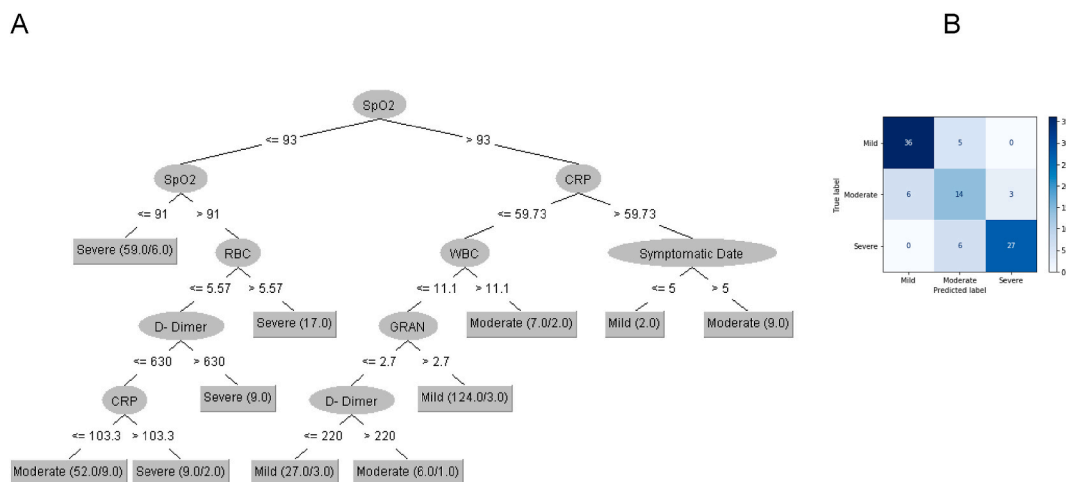 A
B
SpO2
<= 93
> 93
SpO2
CRP
<= 91
> 91
<= 59.73
> 59.73
Severe (59.0/6.0)
RBC
WBC
Symptomatic Date
<= 5.57
> 5.57
<= 11.1
> 11.1
<= 5
> 5
D- Dimer
Severe (17.0)
GRAN
Moderate (7.0/2.0)
Mild (2.0)
Moderate (9.0)
<= 630
> 630
<= 2.7
> 2.7
CRP
Severe (9.0)
D- Dimer
Mild (124.0/3.0)
<= 103.3
> 103.3
<= 220
> 220
Moderate (52.0/9.0)
Severe (9.0/2.0)
Mild (27.0/3.0)
Moderate (6.0/1.0)
True label
Mild
36
5
0
Moderate
6
14
3
Severe
0
6
27
Mild
Moderate
Severe
Predicted label
0